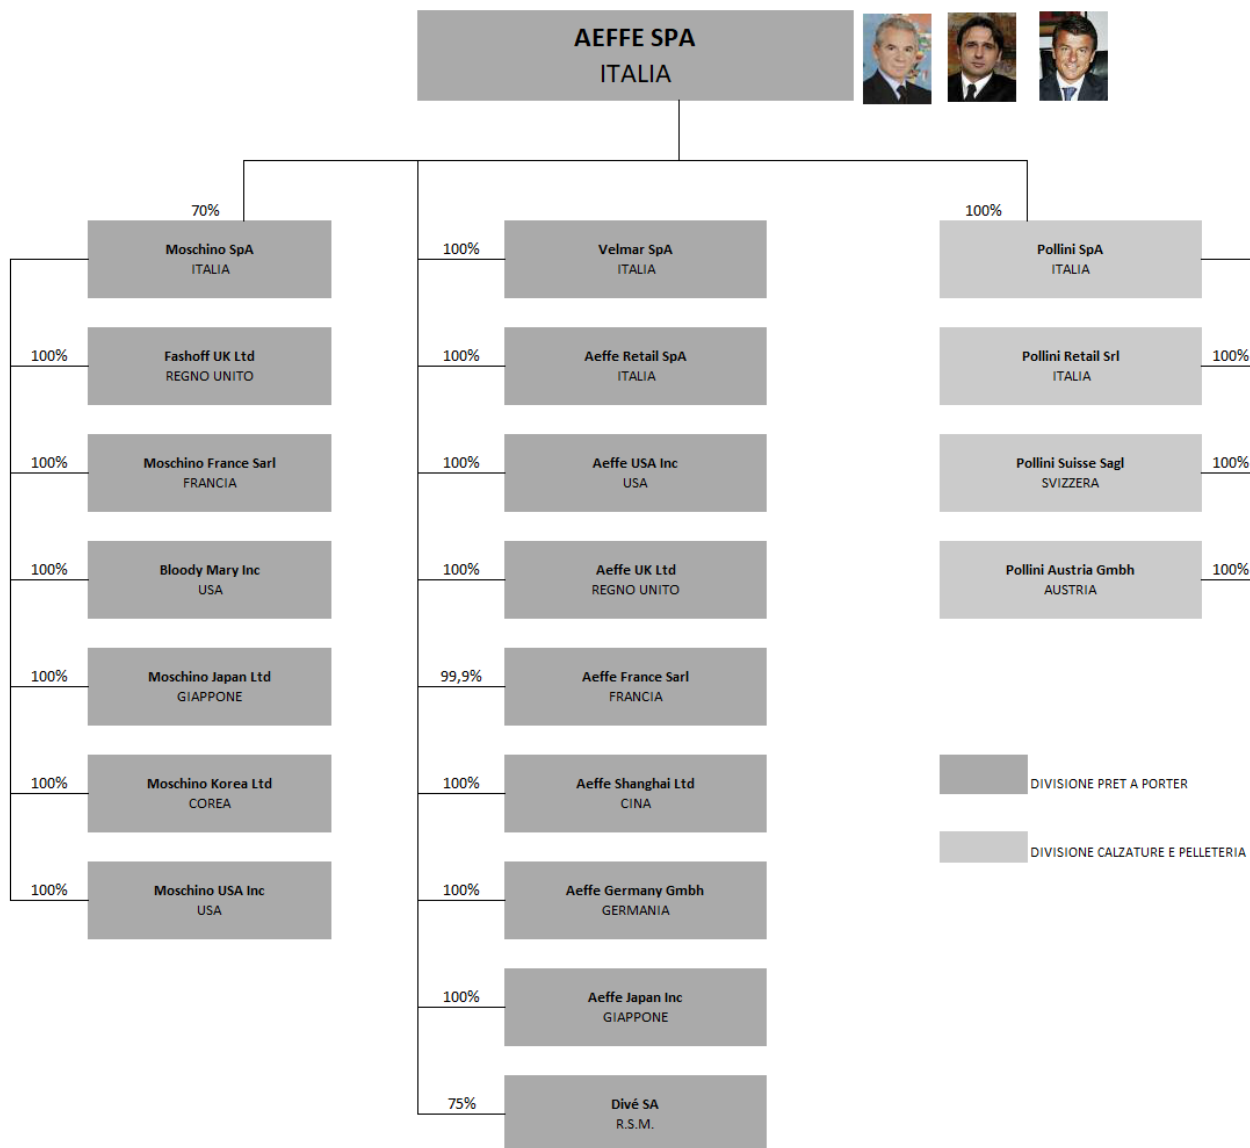 AEFFE SPA
ITALIA
70%
Moschino SpA
ITALIA
100%
Fashoff UK Ltd
REGNO UNITO
100%
Moschino France Sarl
FRANCIA
100%
Bloody Mary Inc
USA
100%
Moschino Japan Ltd
GIAPPONE
100%
Moschino Korea Ltd
COREA
100%
Moschino USA Inc
USA
100%
Velmar SpA
ITALIA
100%
Aeffe Retail SpA
ITALIA
100%
Aeffe USA Inc
USA
100%
Aeffe UK Ltd
REGNO UNITO
99,9%
Aeffe France Sarl
FRANCIA
100%
Aeffe Shanghai Ltd
CINA
100%
Aeffe Germany Gmbh
GERMANIA
100%
Aeffe Japan Inc
GIAPPONE
75%
Divé SA
R.S.M.
100%
Pollini SpA
ITALIA
Pollini Retail Srl
100%
ITALIA
Pollini Suisse Sagl
100%
SVIZZERA
Pollini Austria Gmbh
100%
AUSTRIA
DIVISIONE PRET A PORTER
DIVISIONE CALZATURE E PELLETERIA